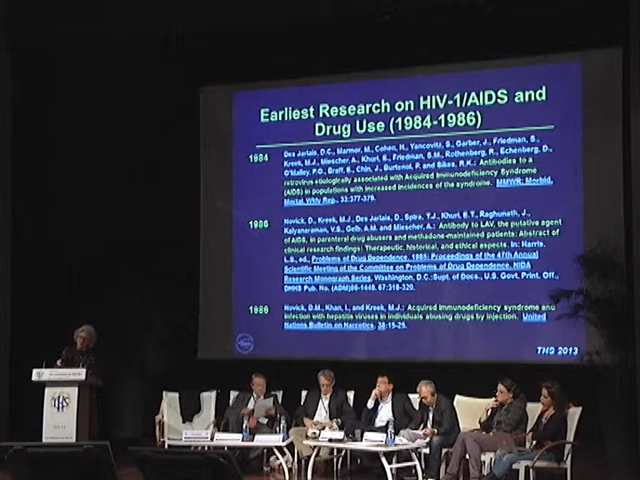 Earliest Research on HIV-1/AIDS and
Drug Use (1984-1986)
1984
Des Jarlais, D.C., Marmor, M., Cohen, H., Yancovitz, S., Garber, J., Friedman, S.,
Kreek, M.J., Miescher, A., Khuri, E., Friedman, S.M., Rothenberg, R., Echenberg, D.,
O'Malley, P.O., Braff, E., Chin, J., Burtenol, P. and Sikes, R.K.: Antibodies to a
retrovirus etiologically associated with Acquired Immunodeficiency Syndrome
(AIDS) in populations with increased incidences of the syndrome. MMWR: Morbid.
Mortal. Wkly Rep., 33:377-379.
1986
Novick, D., Kreek, M.J., Des Jarlais, D., Spira, T.J., Khuri, E.T., Raghunath, J.,
Kalyanaraman, V.S., Gelb, A.M. and Miescher, A.: Antibody to LAV, the putative agent
of AIDS, in parenteral drug abusers and methadone-maintained patients: Abstract of
clinical research findings: Therapeutic, historical, and ethical aspects. In: Harris,
L.S., ed., Problems of Drug Dependence, 1985: Proceedings of the 47th Annual
Scientific Meeting of the Committee on Problems of Drug Dependence. NIDA
Research Monograph Series. Washington, D.C.:Supt. of Docs., U.S. Govt. Print. Off.,
DHHS Pub. No. (ADM)86-1448, 67:318-320.
1986
Novick, D.M., Khan, I., and Kreek, M.J.: Acquired immunodeficiency syndrome and
infection with hepatitis viruses in individuals abusing drugs by injection. United
Nations Bulletin on Narcotics, 38:15-25.
THS 2013
THS